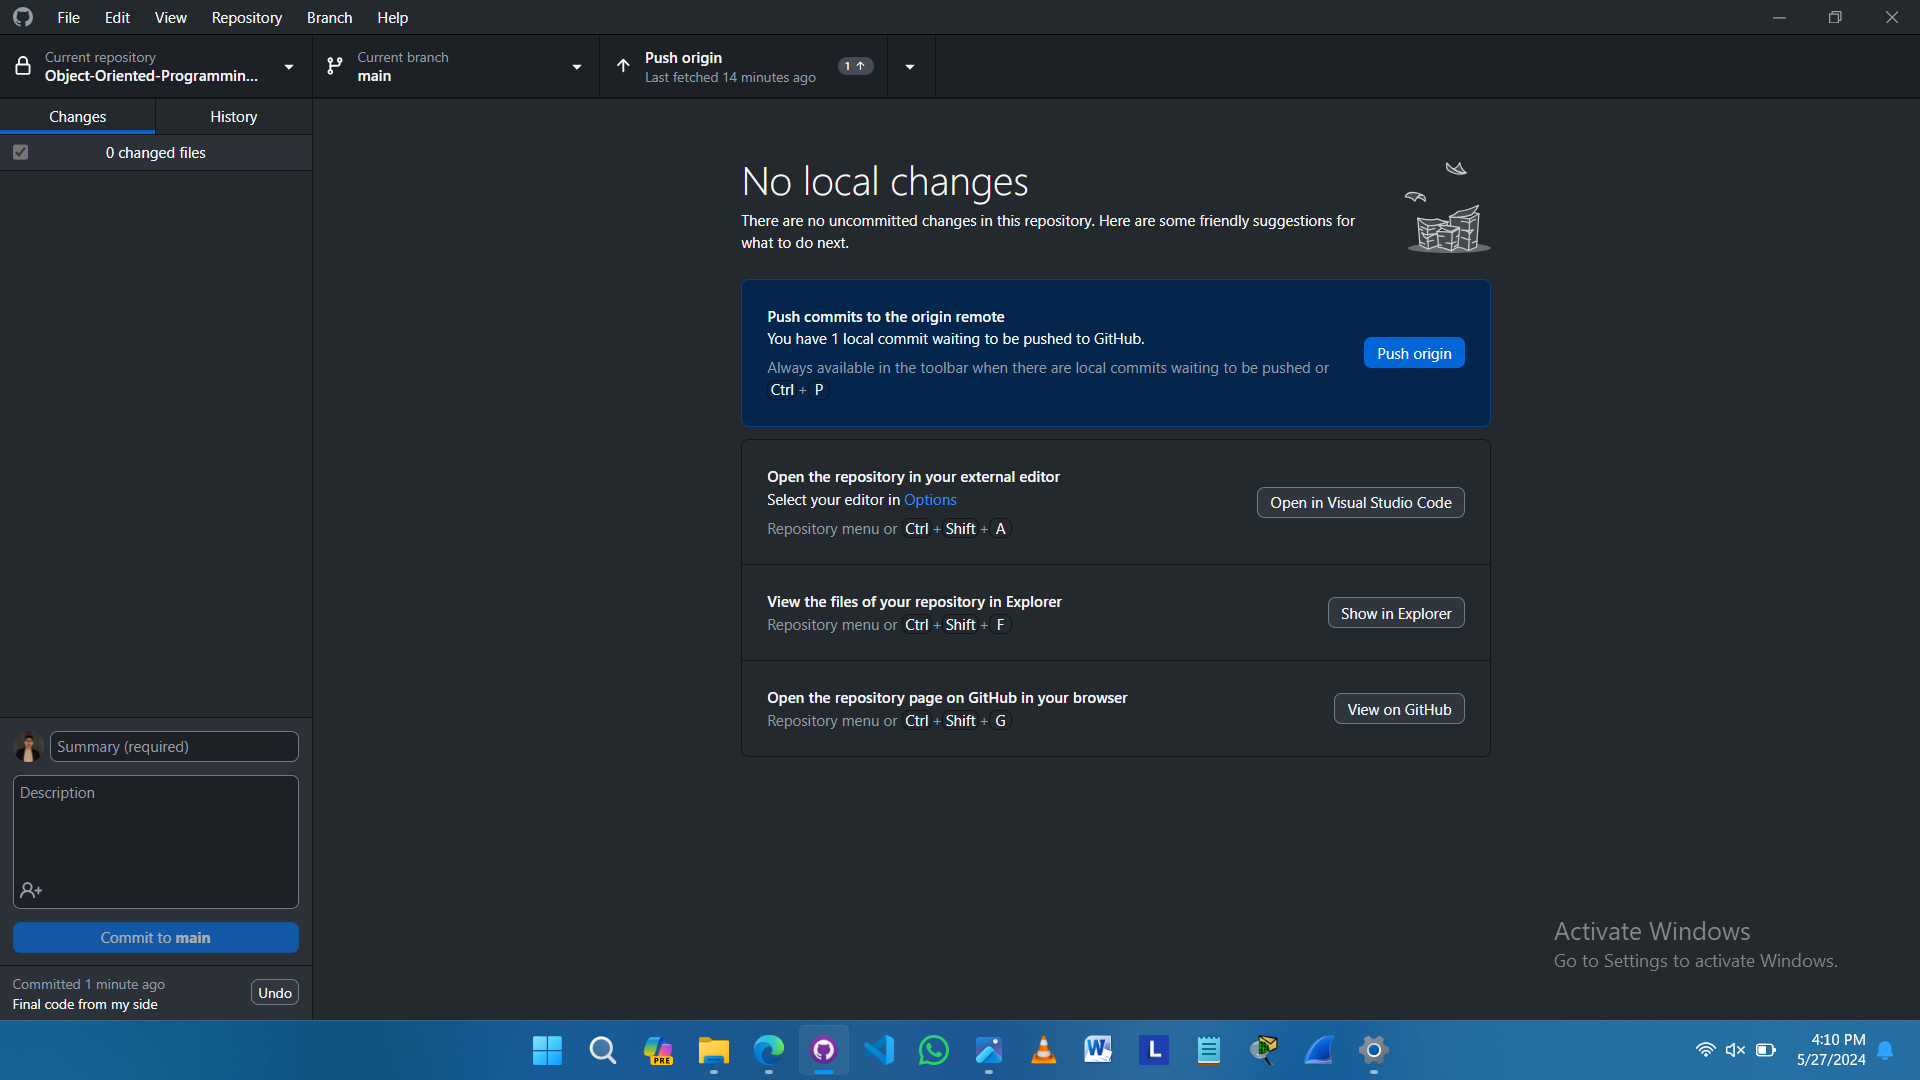 File Edit View Repository Branch Help
Current repository
Object-Oriented-Programmin...
Current branch
main
Push origin
Last fetched 14 minutes ago
1
Changes
History
0 changed files
No local changes
There are no uncommitted changes in this repository. Here are some friendly suggestions for
what to do next.
Push commits to the origin remote
You have 1 local commit waiting to be pushed to GitHub.
Always available in the toolbar when there are local commits waiting to be pushed or
Ctrl + P
Push origin
Open the repository in your external editor
Select your editor in Options
Repository menu or Ctrl + Shift + A
Open in Visual Studio Code
View the files of your repository in Explorer
Repository menu or Ctrl + Shift + F
Show in Explorer
Open the repository page on GitHub in your browser
Repository menu or Ctrl + Shift + G
View on GitHub
Summary (required)
Description
Commit to main
Committed 1 minute ago
Final code from my side
Undo
Activate Windows
Go to Settings to activate Windows.
PRE
W
L
4:10 PM
5/27/2024